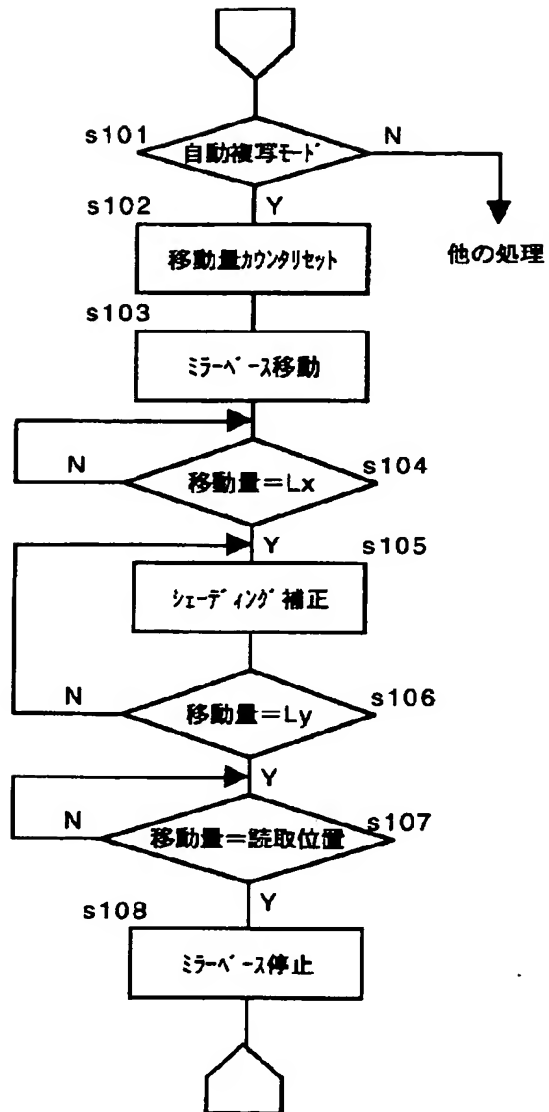 s101
自動複写モード
N
s102
Y
移動量カウンタリセット
他の処理
s103
ミラーベース移動
N
移動量=Lx
s104
Y
s105
シェーディング補正
N
移動量=Ly
s106
Y
N
移動量=読取位置
s107
Y
s108
ミラーベース停止